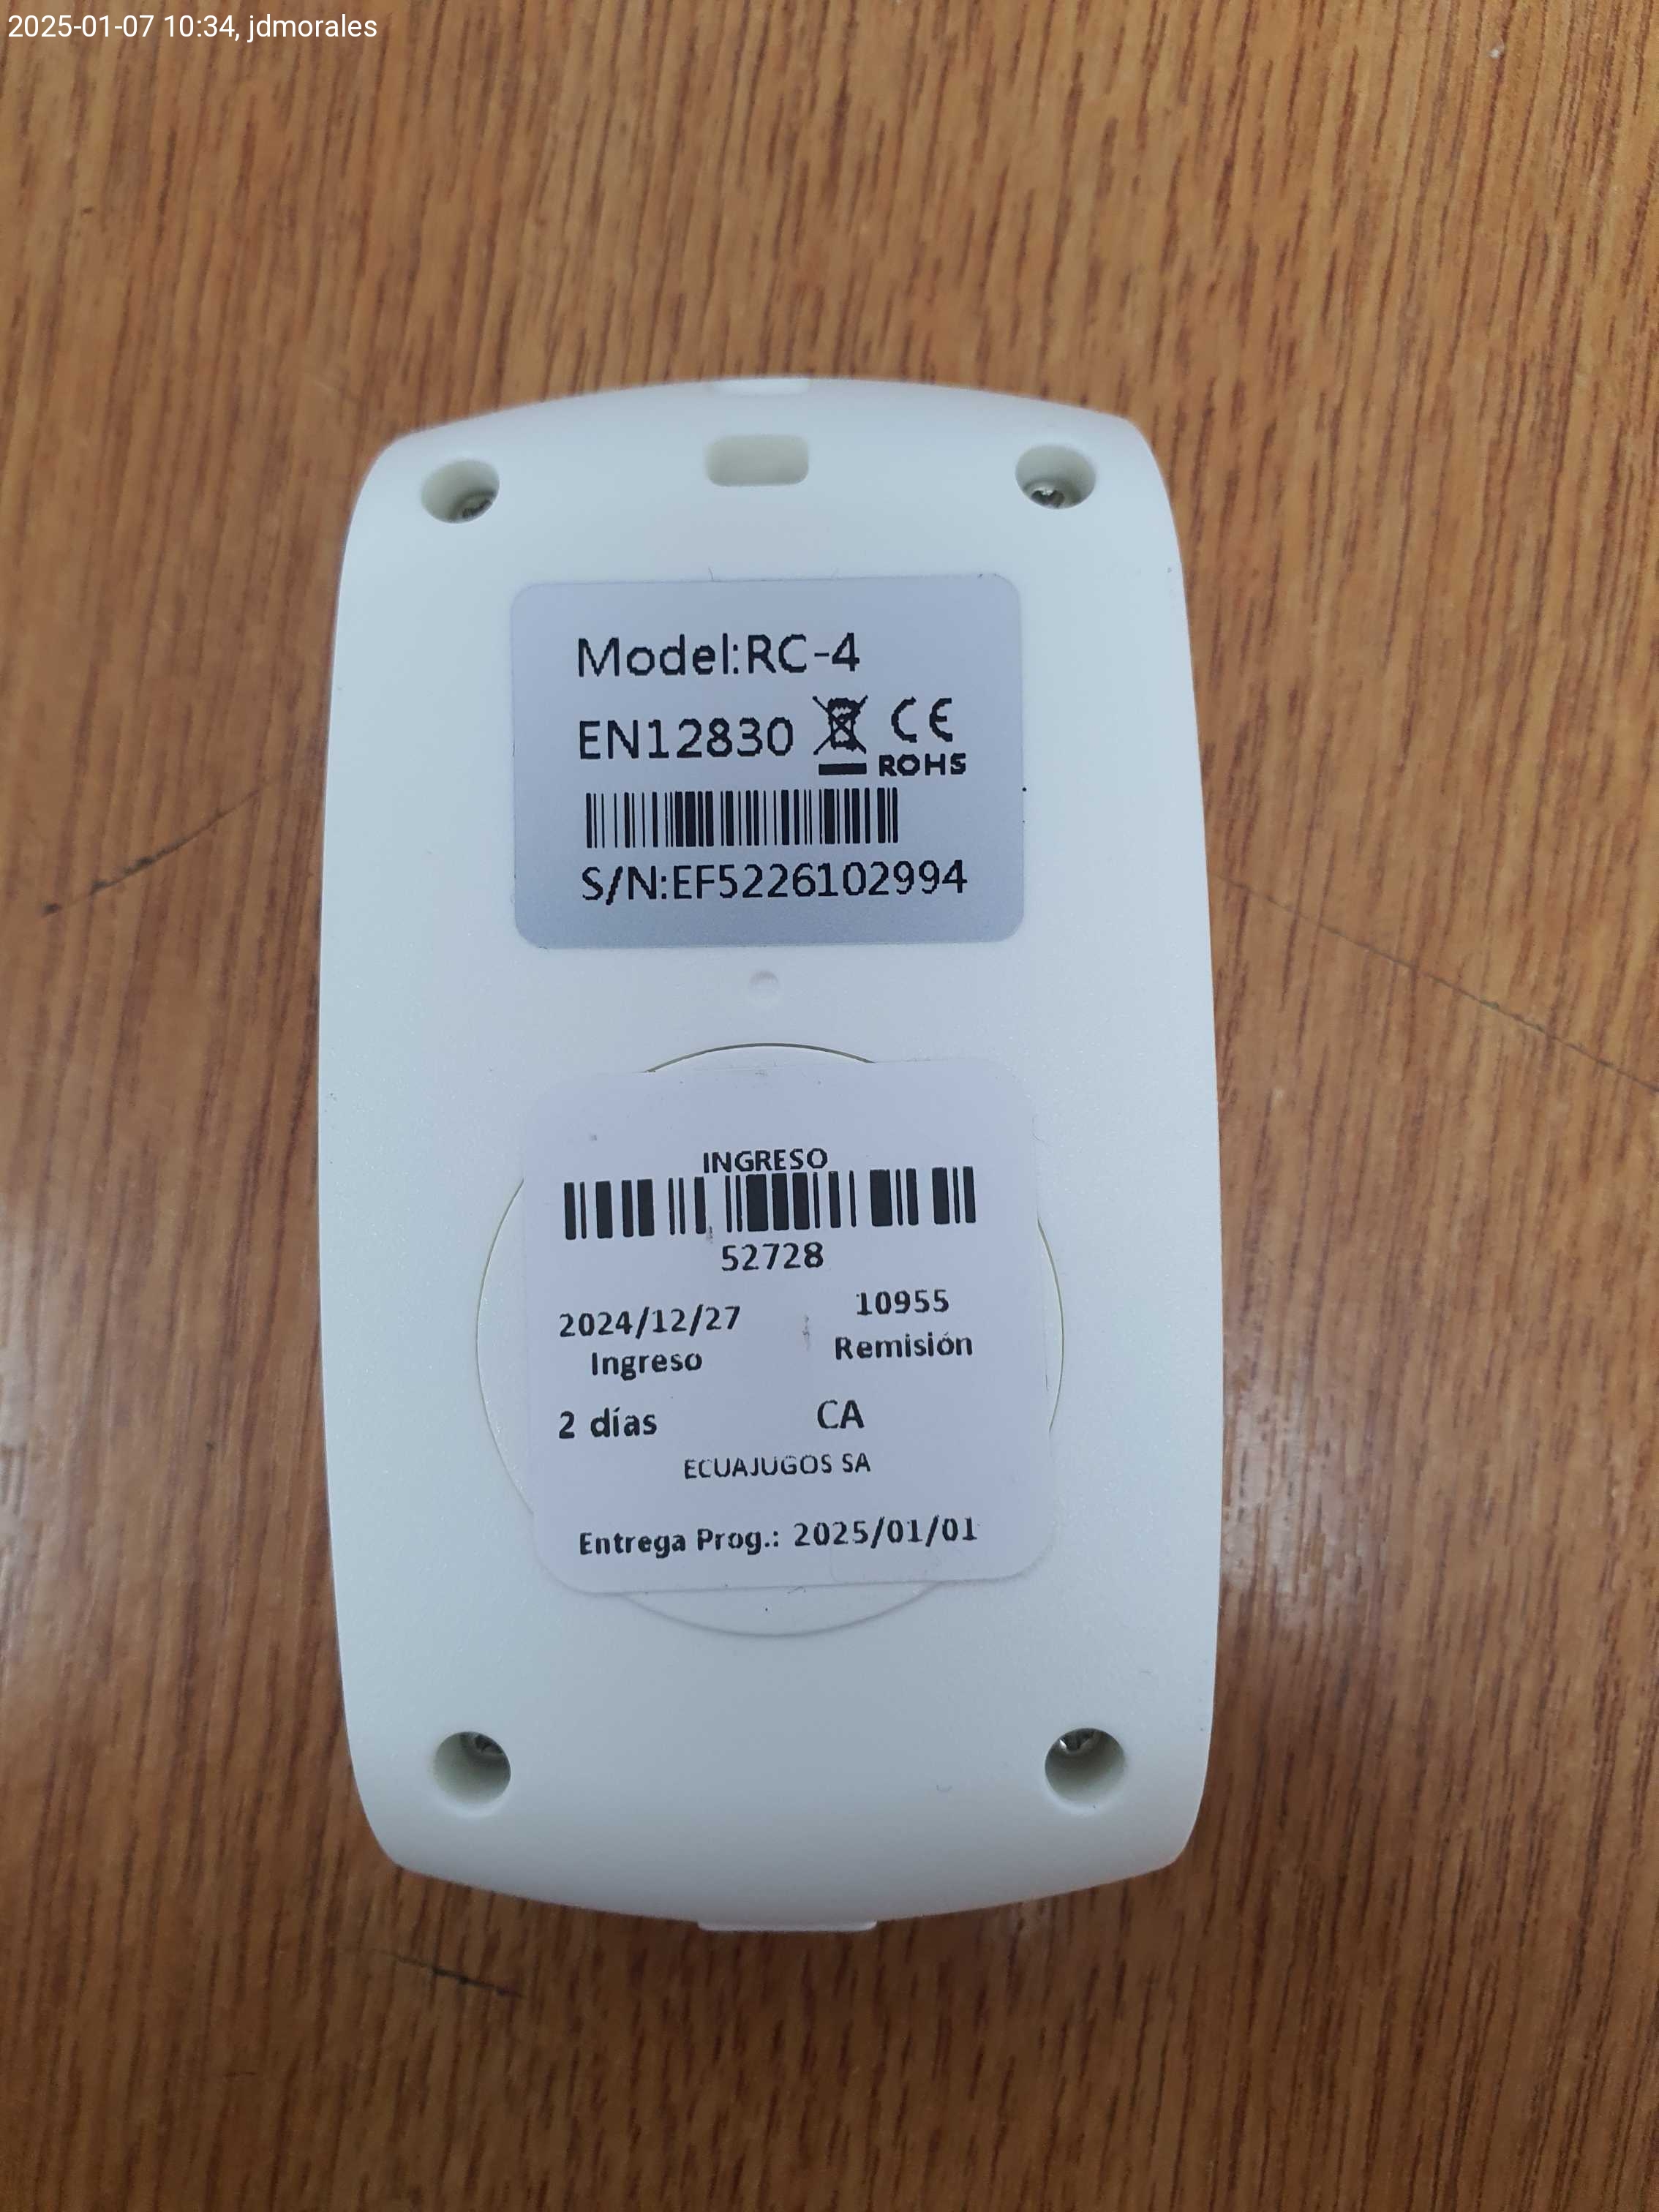 2025-01-07 10:34, jdmorales
Model:RC-4
EN12830 CE
ROHS
S/N:EF5226102994
INGRESO
52728
2024/12/27 10955
Ingreso Remisión
2 días CA
ECUAJUGOS SA
Entrega Prog.: 2025/01/01